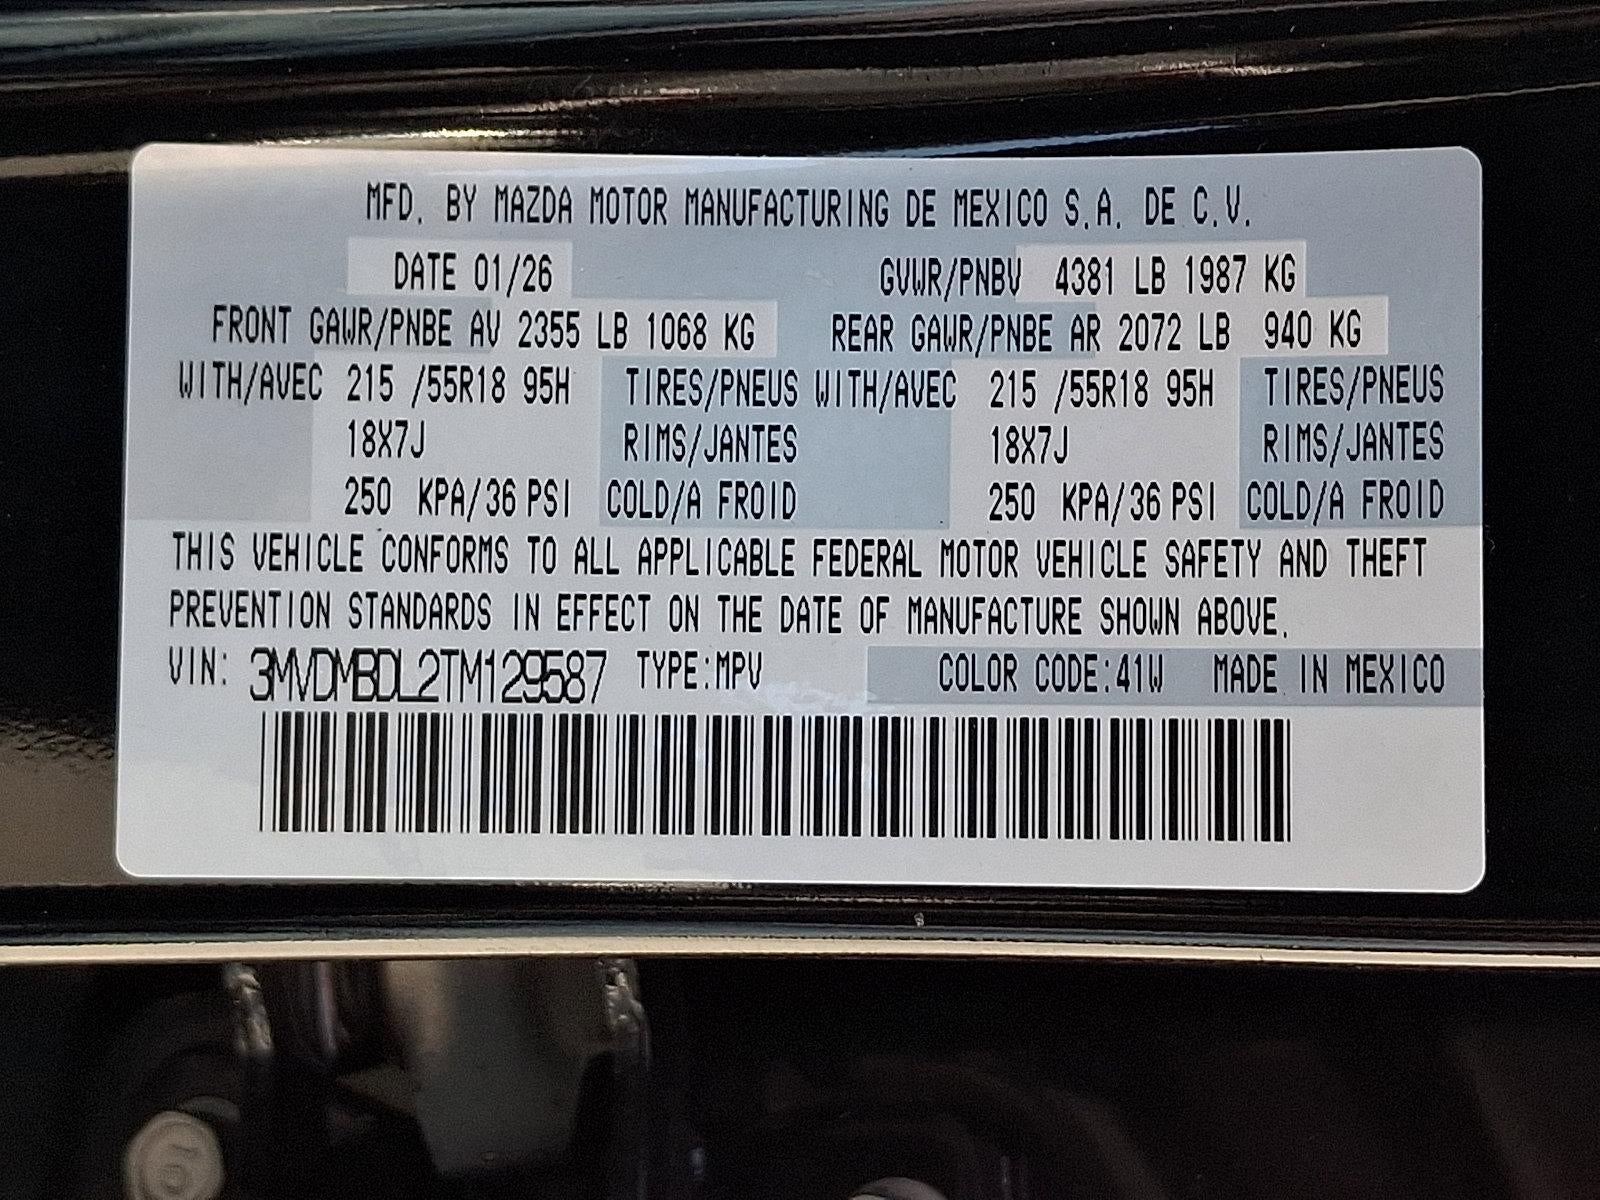 MFD. BY MAZDA MOTOR MANUFACTURING DE MEXICO S.A. DE C.V.
DATE 01/26 GVWR/PNBV 4381 LB 1987 KG
FRONT GAWR/PNBE AV 2355 LB 1068 KG REAR GAWR/PNBE AR 2072 LB 940 KG
WITH/AVEC 215 /55R18 95H TIRES/PNEUS WITH/AVEC 215 /55R18 95H TIRES/PNEUS
18X7J RIMS/JANTES 18X7J RIMS/JANTES
250 KPA/36 PSI COLD/A FROID 250 KPA/36 PSI COLD/A FROID
THIS VEHICLE CONFORMS TO ALL APPLICABLE FEDERAL MOTOR VEHICLE SAFETY AND THEFT
PREVENTION STANDARDS IN EFFECT ON THE DATE OF MANUFACTURE SHOWN ABOVE.
VIN: 3MVDMBDL2TM129587 TYPE:MPV COLOR CODE:41W MADE IN MEXICO